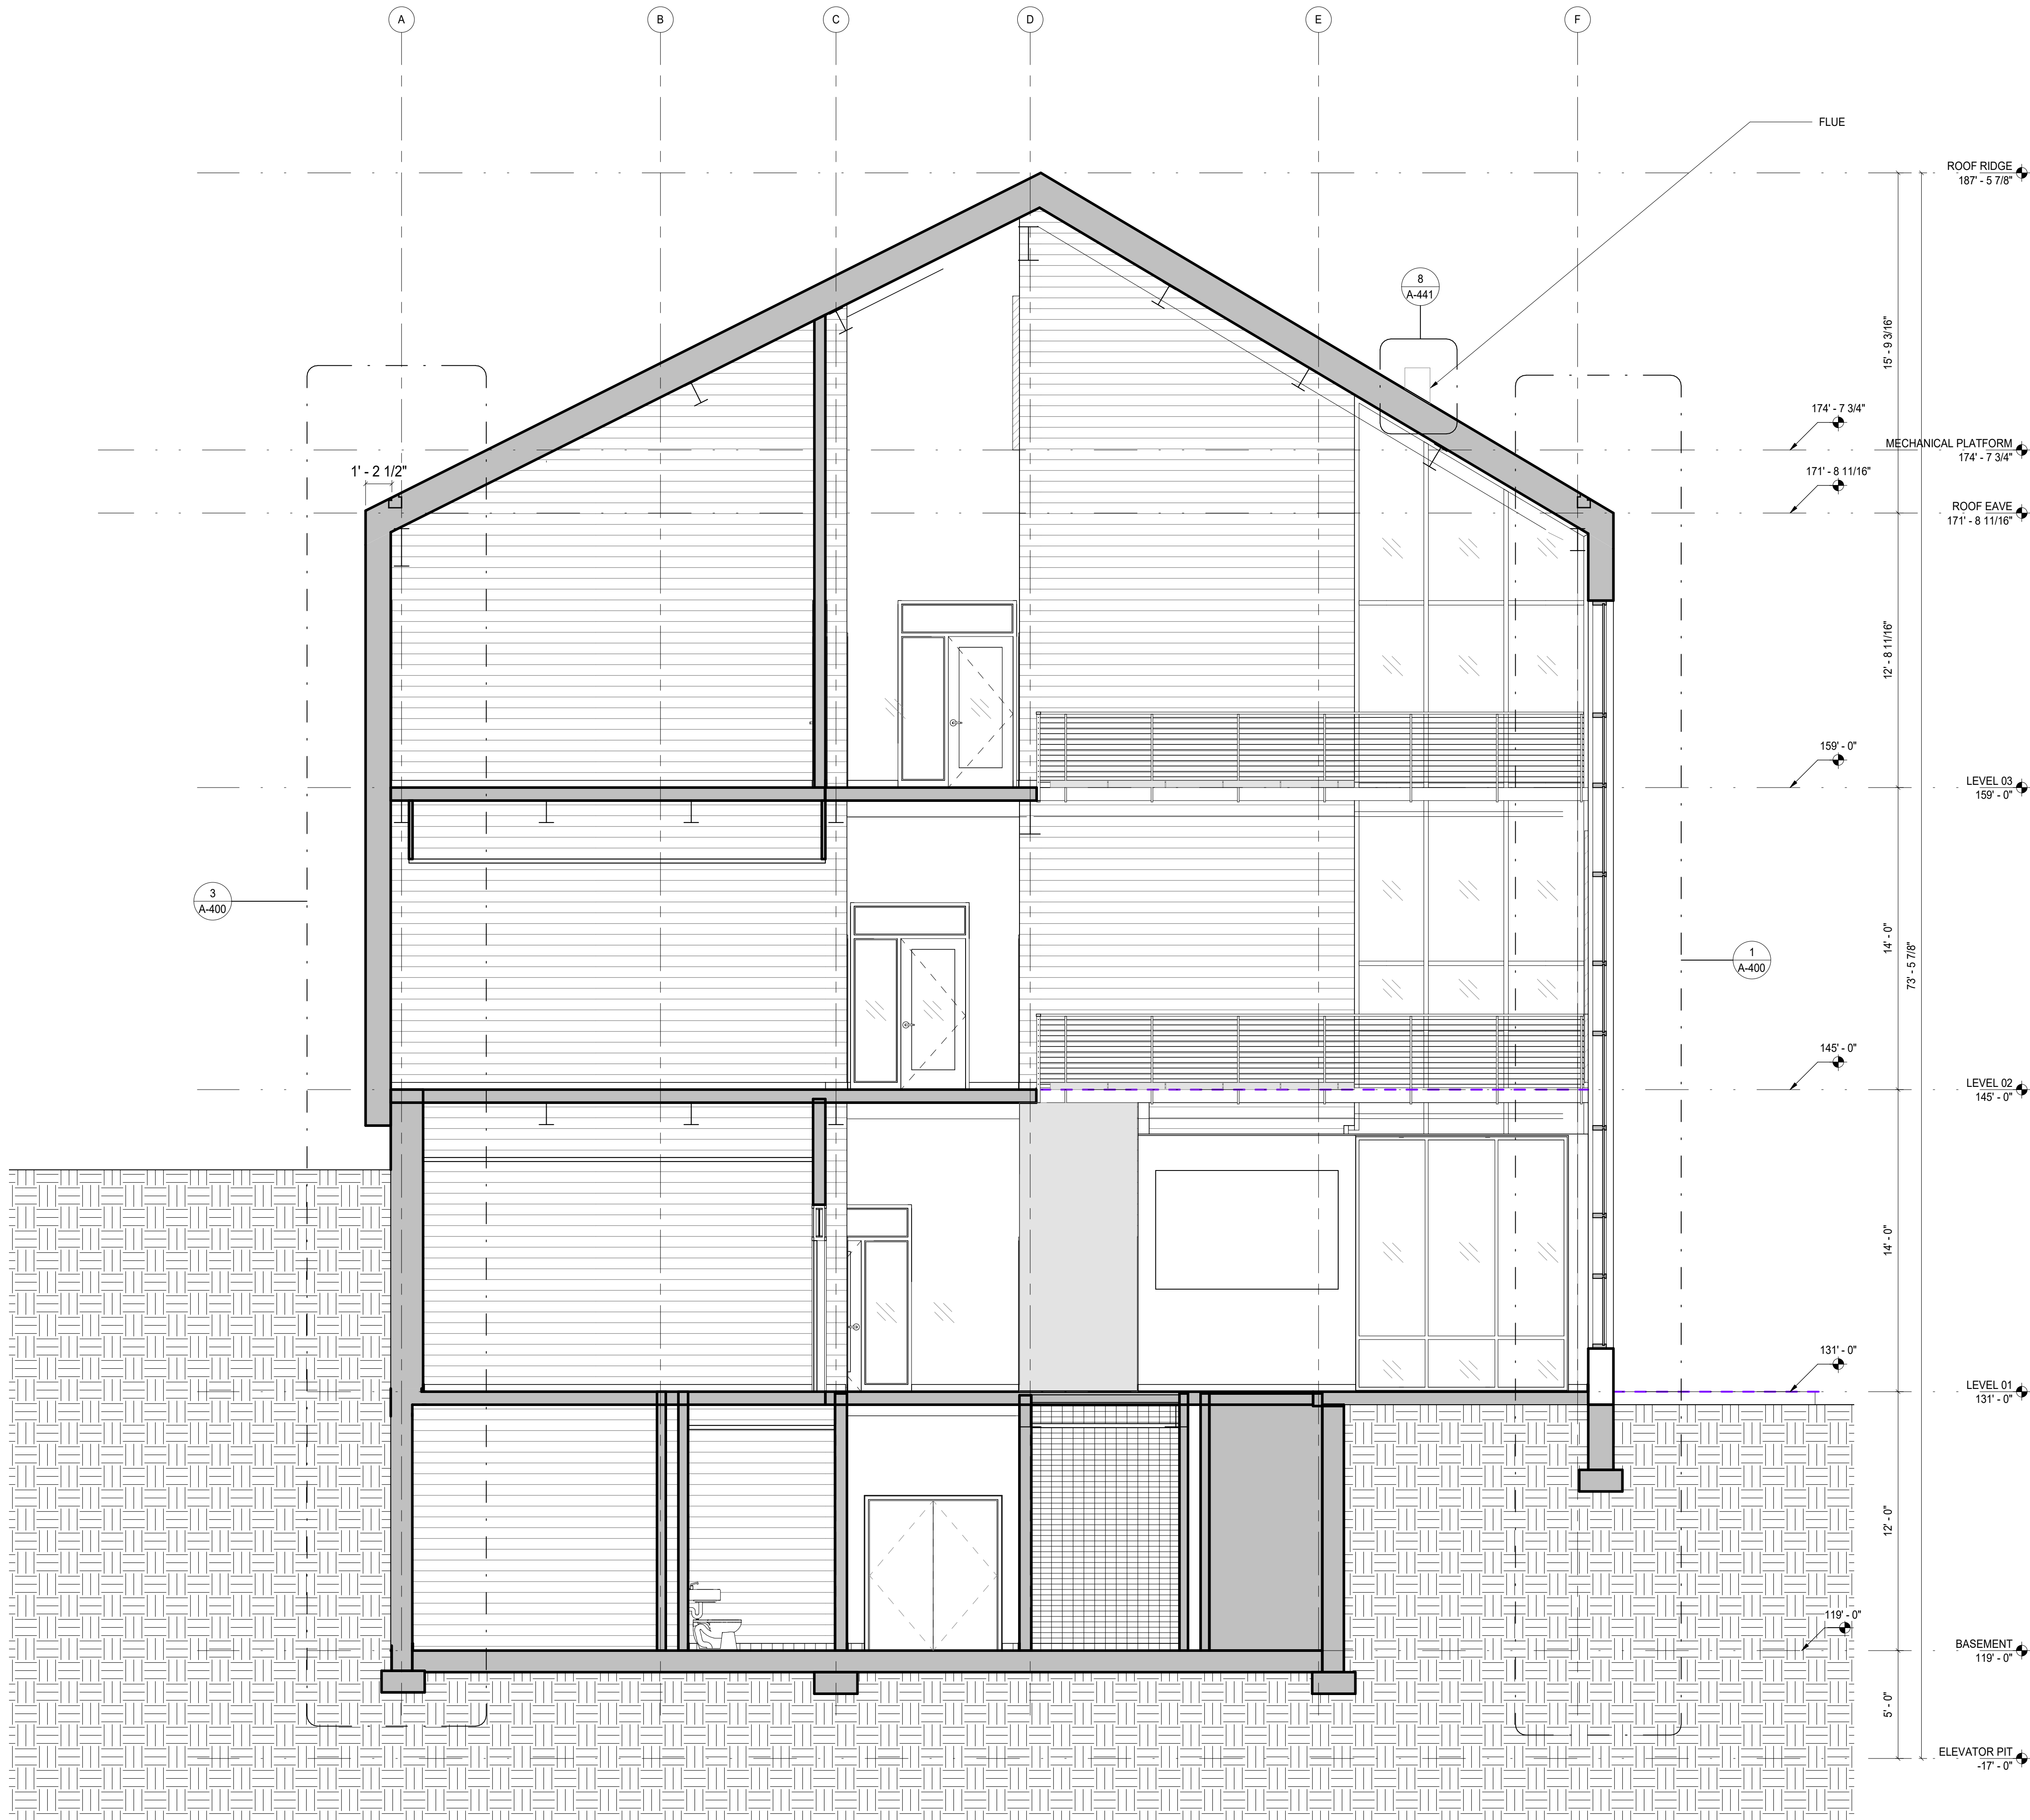 A
B
C
D
E
F
FLUE
ROOF RIDGE
187' - 5 7/8"
8
A-441
15' - 9 3/16"
174' - 7 3/4"
MECHANICAL PLATFORM
174' - 7 3/4"
1' - 2 1/2"
171' - 8 11/16"
ROOF EAVE
171' - 8 11/16"
12' - 8 11/16"
159' - 0"
LEVEL 03
159' - 0"
3
A-400
14' - 0"
73' - 5 7/8"
1
A-400
145' - 0"
LEVEL 02
145' - 0"
14' - 0"
131' - 0"
LEVEL 01
131' - 0"
12' - 0"
119' - 0"
BASEMENT
119' - 0"
5' - 0"
ELEVATOR PIT
-17' - 0"